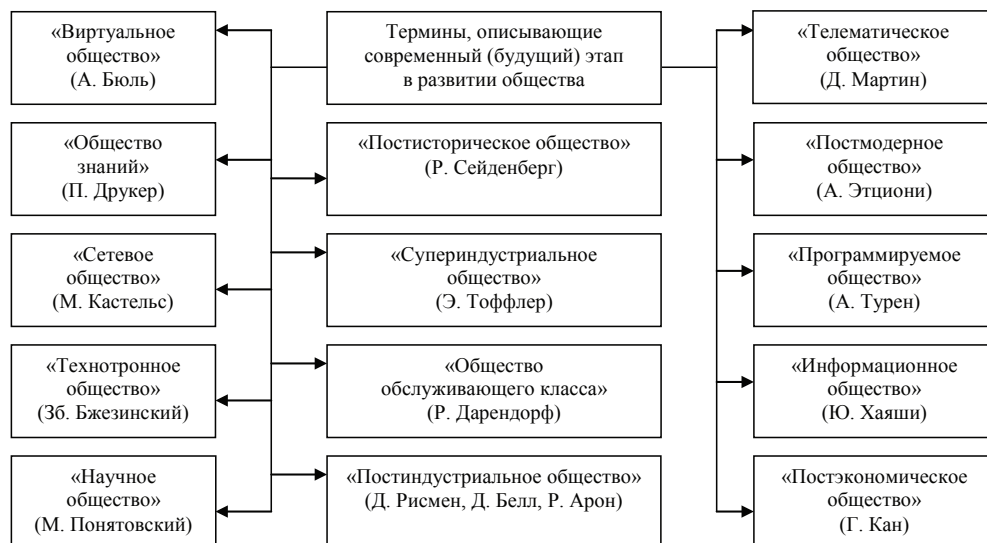 «Виртуальное
общество»
(А. Бюль)
Термины, описывающие
современный (будущий) этап
в развитии общества
«Телематическое
общество»
(Д. Мартин)
«Общество
знаний»
(П. Друкер)
«Постисторическое общество»
(Р. Сейденберг)
«Постмодерное
общество»
(А. Этциони)
«Сетевое
общество»
(М. Кастельс)
«Супериндустриальное
общество»
(Э. Тоффлер)
«Программируемое
общество»
(А. Турен)
«Технотронное
общество»
(Зб. Бжезинский)
«Общество
обслуживающего класса»
(Р. Дарендорф)
«Информационное
общество»
(Ю. Хаяши)
«Научное
общество»
(М. Понятовский)
«Постиндустриальное общество»
(Д. Рисмен, Д. Белл, Р. Арон)
«Постэкономическое
общество»
(Г. Кан)